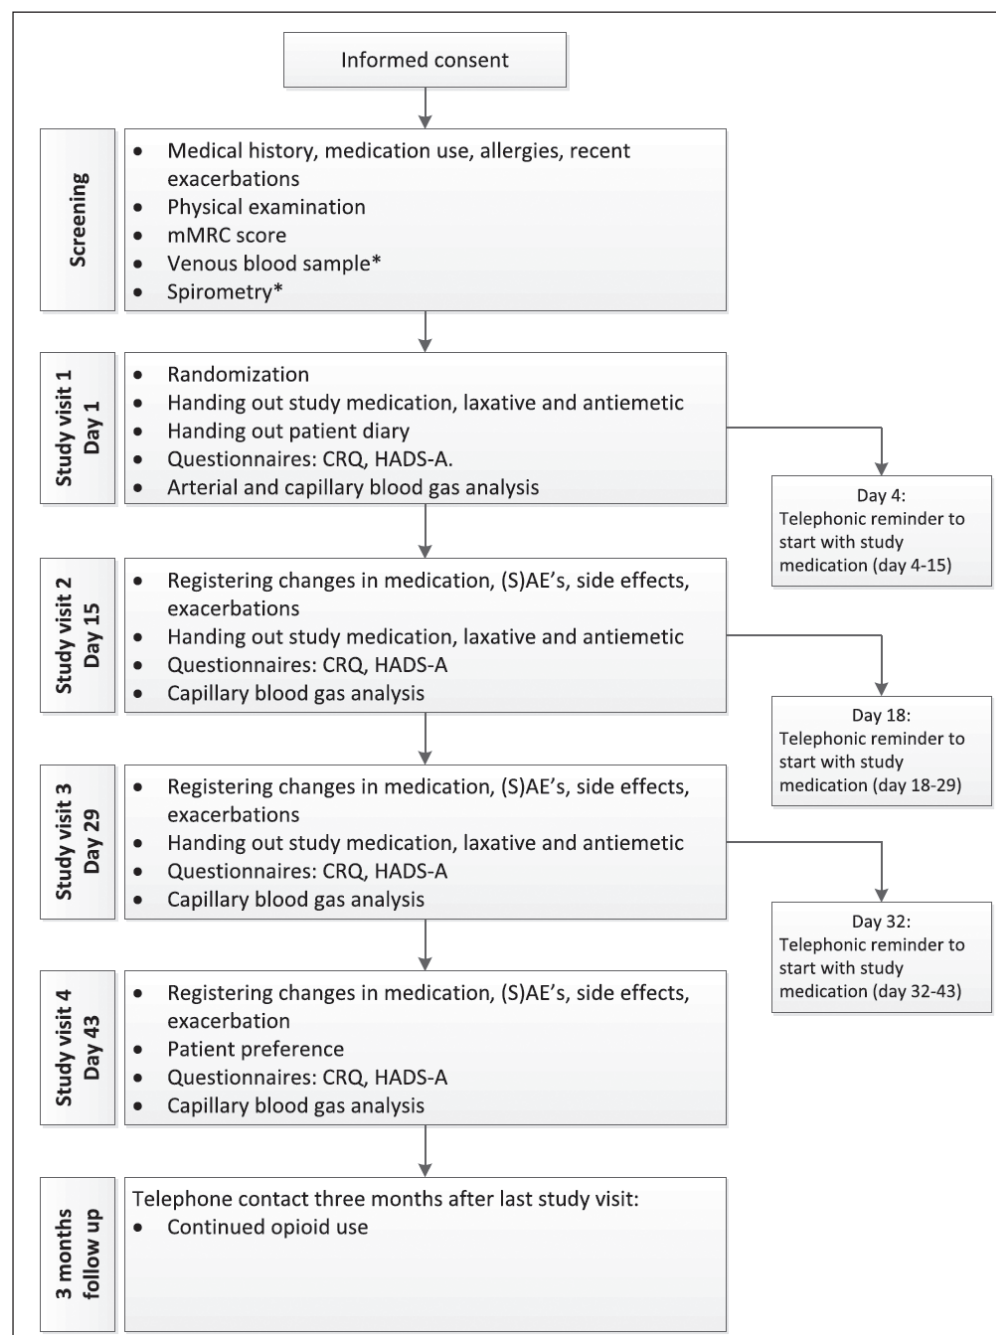 Informed consent
Screening
• Medical history, medication use, allergies, recent
exacerbations
• Physical examination
• mMRC score
• Venous blood sample*
• Spirometry*
Study visit 1
Day 1
• Randomization
• Handing out study medication, laxative and antiemetic
• Handing out patient diary
• Questionnaires: CRQ, HADS-A.
• Arterial and capillary blood gas analysis
Day 4:
Telephonic reminder to
start with study
medication (day 4-15)
Study visit 2
Day 15
• Registering changes in medication, (S)AE’s, side effects,
exacerbations
• Handing out study medication, laxative and antiemetic
• Questionnaires: CRQ, HADS-A
• Capillary blood gas analysis
Day 18:
Telephonic reminder to
start with study
medication (day 18-29)
Study visit 3
Day 29
• Registering changes in medication, (S)AE’s, side effects,
exacerbations
• Handing out study medication, laxative and antiemetic
• Questionnaires: CRQ, HADS-A
• Capillary blood gas analysis
Day 32:
Telephonic reminder to
start with study
medication (day 32-43)
Study visit 4
Day 43
• Registering changes in medication, (S)AE’s, side effects,
exacerbation
• Patient preference
• Questionnaires: CRQ, HADS-A
• Capillary blood gas analysis
3 months
follow up
Telephone contact three months after last study visit:
• Continued opioid use